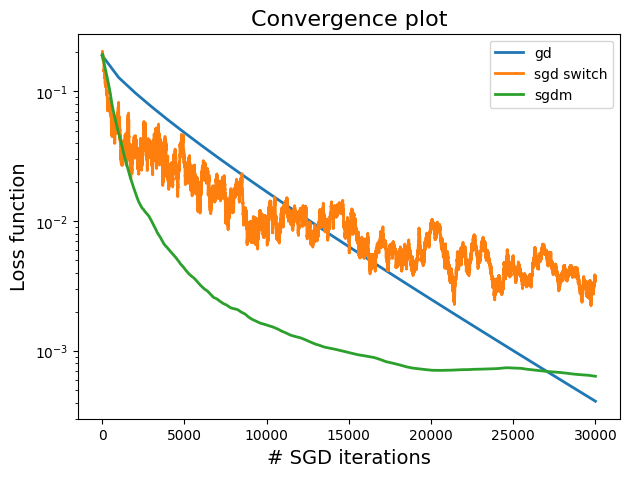 Convergence plot
gd
sgd switch
sgdm
Loss function
10⁻¹
10⁻²
10⁻³
0 5000 10000 15000 20000 25000 30000
# SGD iterations